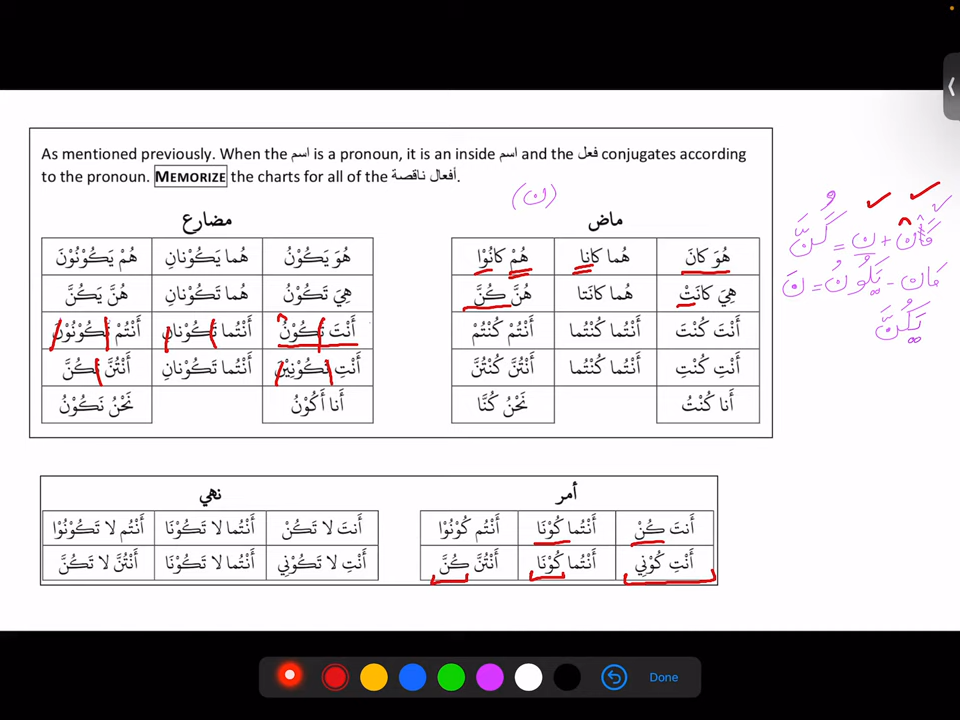 As mentioned previously. When the اسم is a pronoun, it is an inside اسم and the فعل conjugates according
to the pronoun. MEMORIZE the charts for all of the أفعال ناقصة.
(ن)
ماض
هُوَ كانَ هُما كانا هُمْ كانُوْا
هِيَ كانَتْ هُما كانَتا هُنَّ كُنَّ
أَنْتَ كُنْتَ أَنْتُما كُنْتُما أَنْتُمْ كُنْتُمْ
أَنْتِ كُنْتِ أَنْتُما كُنْتُما أَنْتُنَّ كُنْتُنَّ
أَنا كُنْتُ نَحْنُ كُنَّا
مضارع
هُوَ يَكُوْنُ هُما يَكُوْنانِ هُمْ يَكُوْنُوْنَ
هِيَ تَكُوْنُ هُما تَكُوْنانِ هُنَّ يَكُنَّ
أَنْتَ تَكُوْنُ أَنْتُما تَكُوْنانِ أَنْتُمْ تَكُوْنُوْنَ
أَنْتِ تَكُوْنِيْنَ أَنْتُما تَكُوْنانِ أَنْتُنَّ تَكُنَّ
أَنا أَكُوْنُ نَحْنُ نَكُوْنُ
أمر
أَنتَ كُنْ أَنْتُما كُوْنَا أَنْتُم كُوْنُوْا
أَنْتِ كُوْنِي أَنْتُما كُوْنَا أَنْتُنَّ كُنَّ
نهي
أَنتَ لا تَكُنْ أَنْتُما لا تَكُوْنَا أَنْتُم لا تَكُوْنُوْا
أَنْتِ لا تَكُوْنِي أَنْتُما لا تَكُوْنَا أَنْتُنَّ لا تَكُنَّ
Done